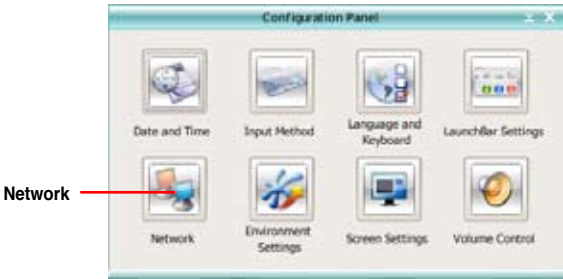 Configuration Panel
Date and Time
Input Method
Language and
Keyboard
LaunchBar Settings
Network
Network
Environment
Settings
Screen Settings
Volume Control